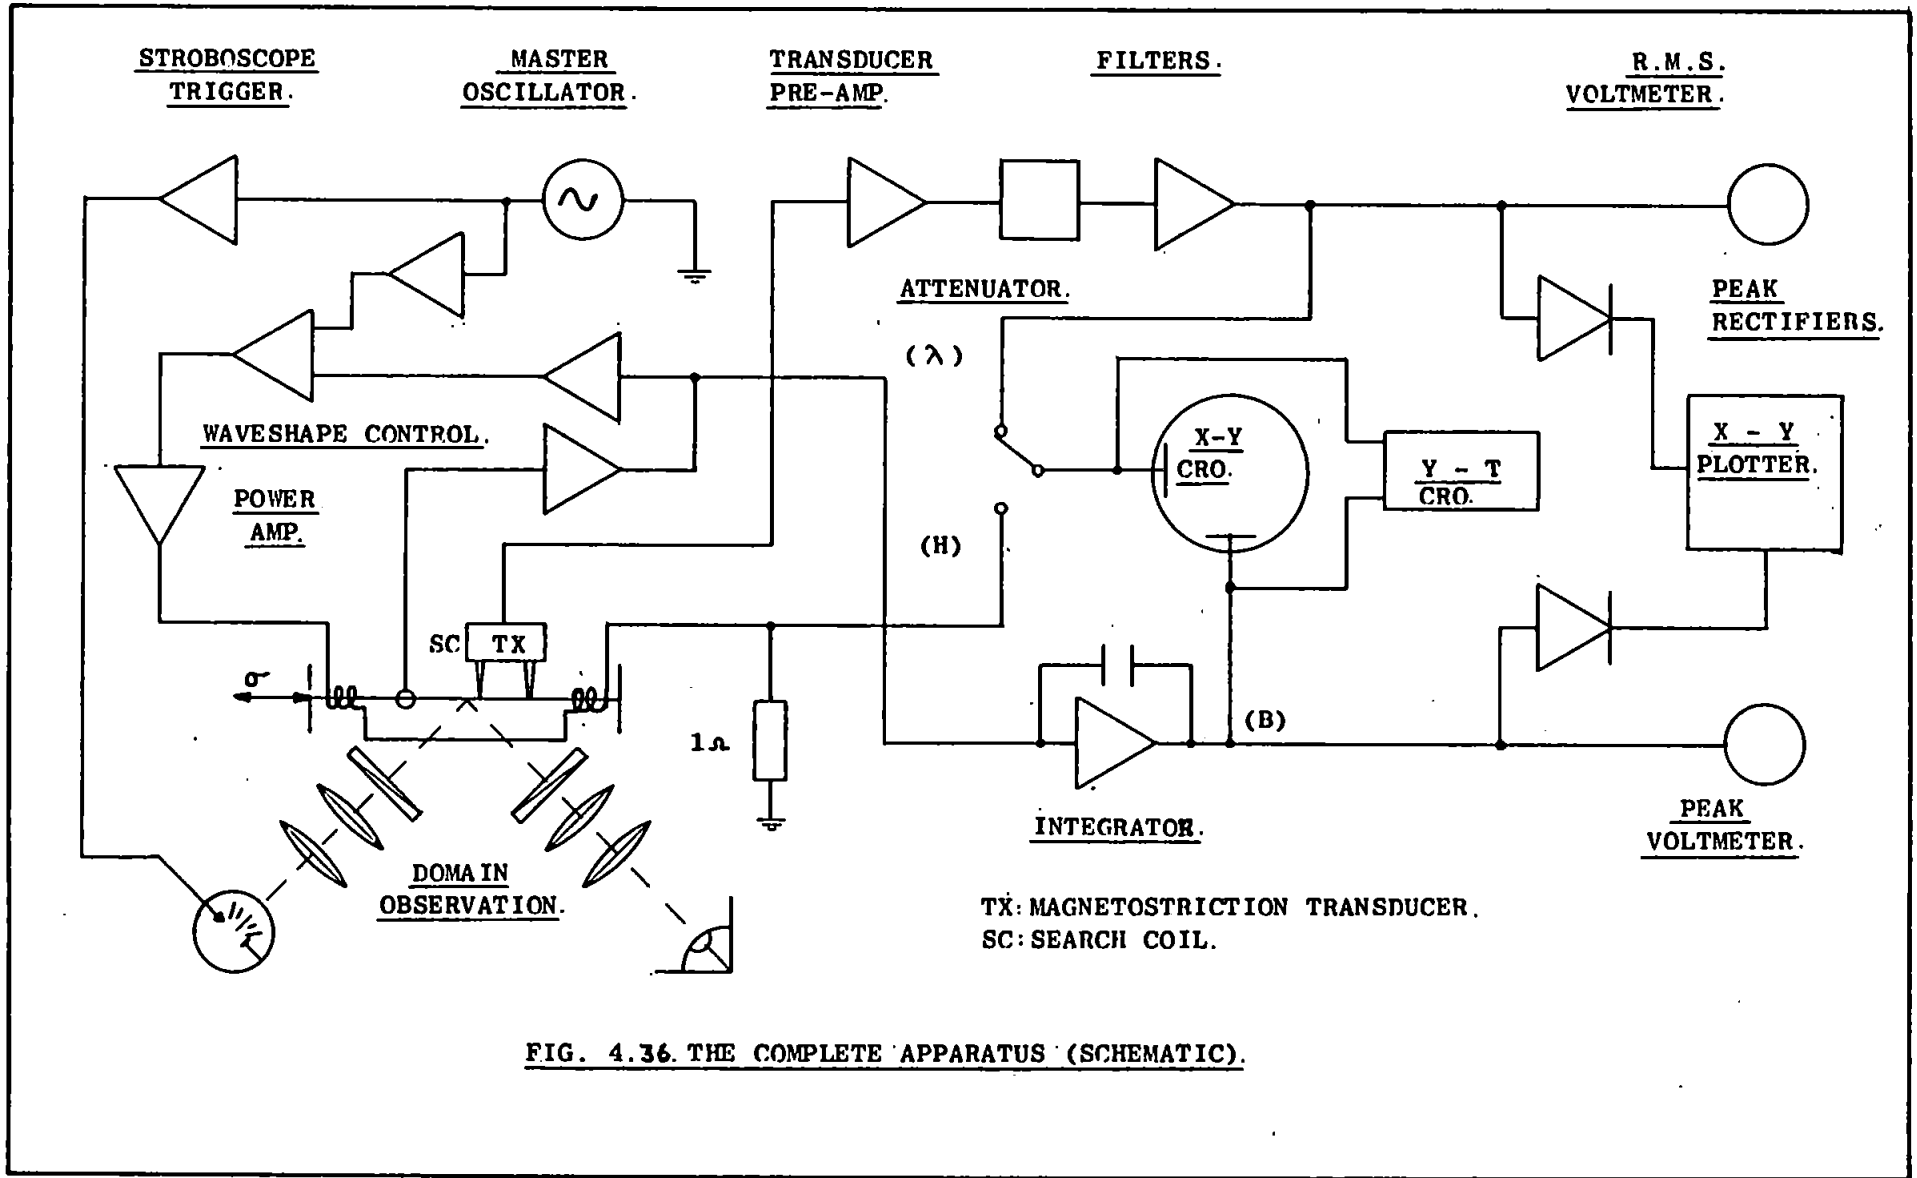 STROBOSCOPE
TRIGGER.
MASTER
OSCILLATOR.
TRANSDUCER
PRE-AMP.
FILTERS.
R.M.S.
VOLTMETER.
ATTENUATOR.
PEAK
RECTIFIERS.
(λ)
WAVESHAPE CONTROL.
X-Y
CRO.
Y - T
CRO.
X - Y
PLOTTER.
POWER
AMP.
(H)
SC
TX
σ
1Ω
(B)
INTEGRATOR.
PEAK
VOLTMETER.
DOMAIN
OBSERVATION.
TX: MAGNETOSTRICTION TRANSDUCER.
SC: SEARCH COIL.
FIG. 4.36. THE COMPLETE APPARATUS (SCHEMATIC).